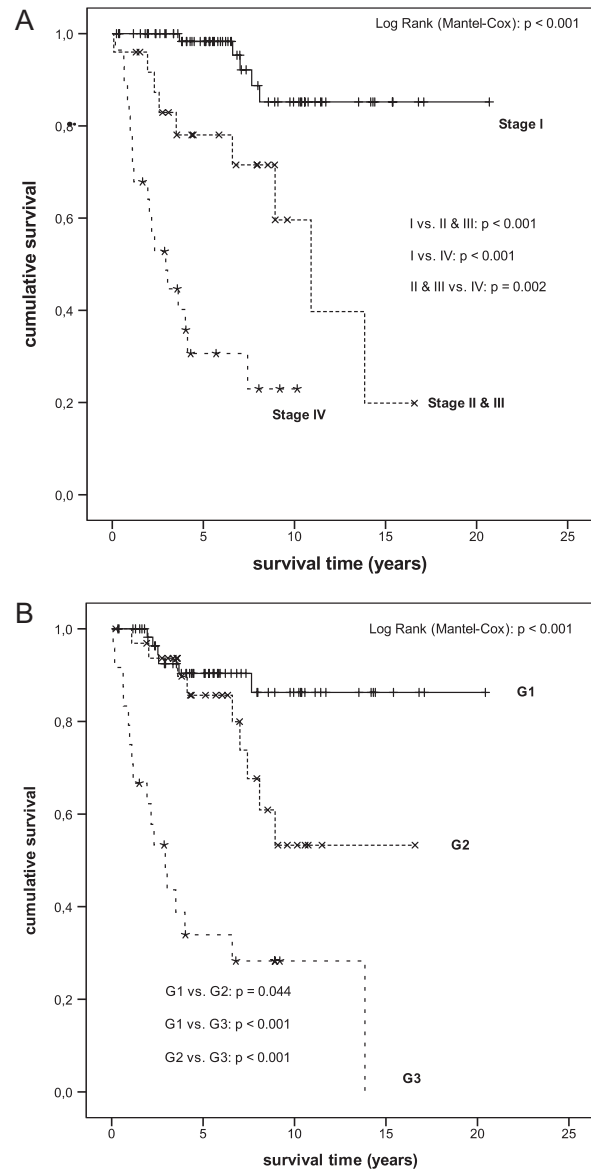 A
Log Rank (Mantel-Cox): p < 0.001
1,0
Stage I
0,6
I vs. II & III: p < 0.001
I vs. IV: p < 0.001
II & III vs. IV: p = 0.002
0,4
0,2
Stage II & III
Stage IV
0,0
cumulative survival
0 5 10 15 20 25
survival time (years)
B
Log Rank (Mantel-Cox): p < 0.001
1,0
G1
0,8
0,6
G2
0,4
G1 vs. G2: p = 0.044
0,2
G1 vs. G3: p < 0.001
G2 vs. G3: p < 0.001
G3
0,0
cumulative survival
0 5 10 15 20 25
survival time (years)